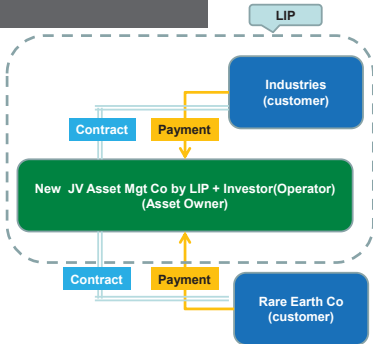 LIP
Industries
(customer)
Contract
Payment
New JV Asset Mgt Co by LIP + Investor(Operator)
(Asset Owner)
Contract
Payment
Rare Earth Co
(customer)